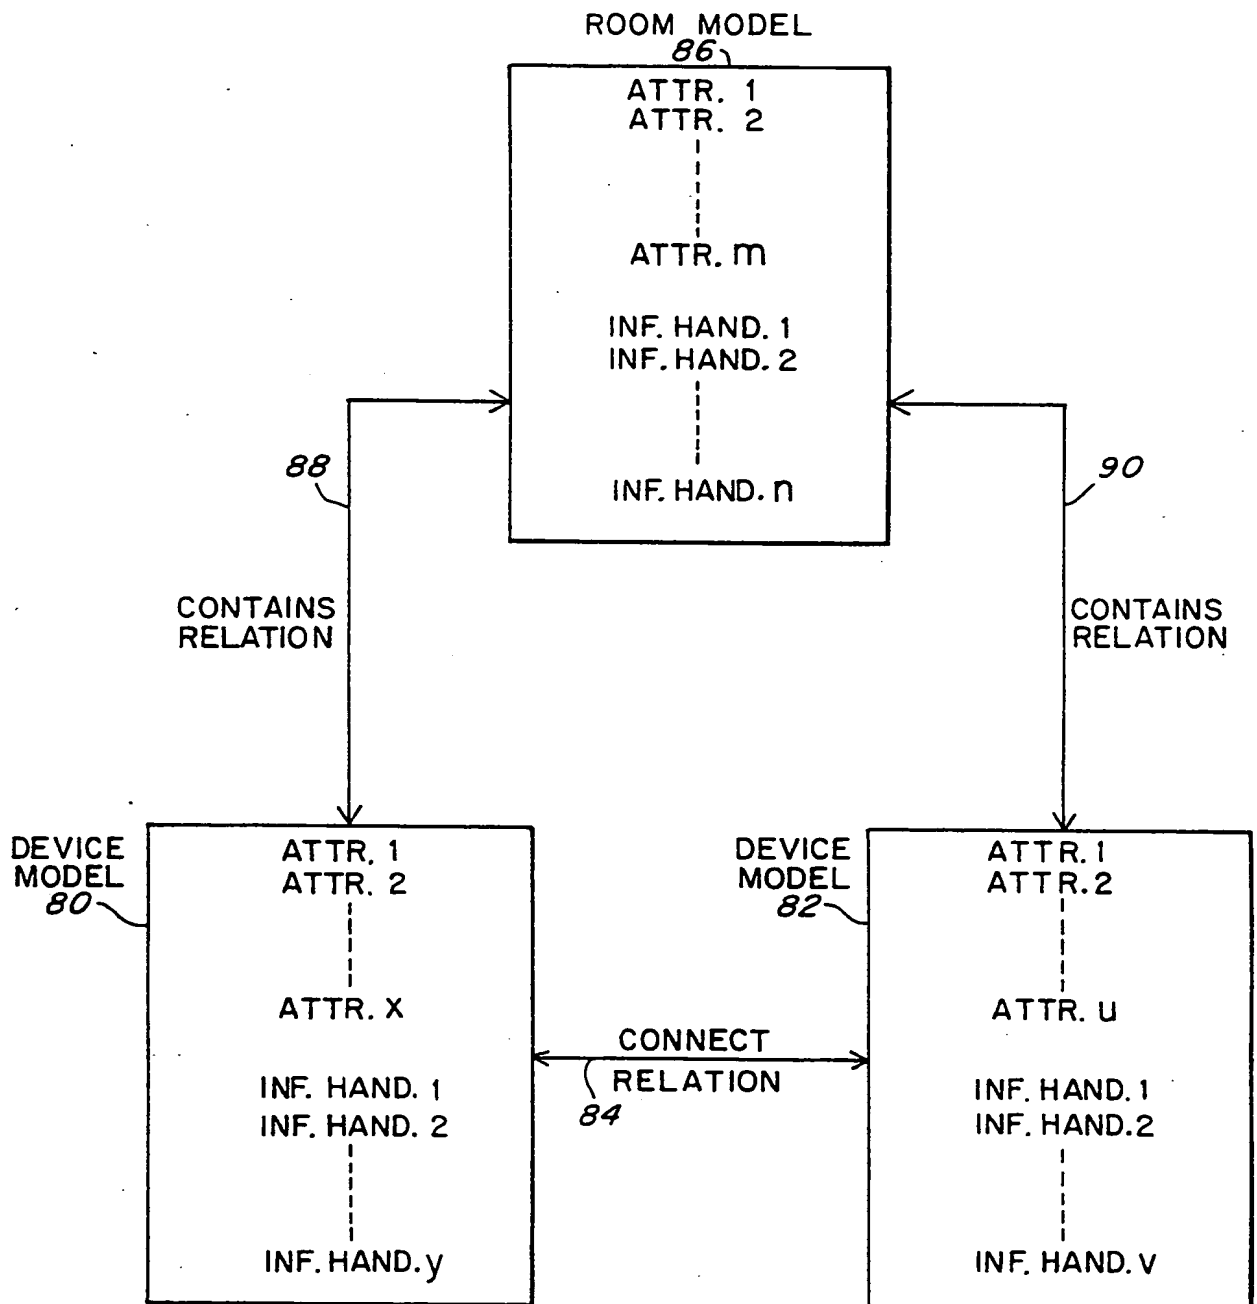 ROOM MODEL
86
ATTR. 1
ATTR. 2
ATTR. m
INF. HAND. 1
INF. HAND. 2
INF. HAND. n
88
90
CONTAINS
RELATION
CONTAINS
RELATION
DEVICE
MODEL
80
ATTR. 1
ATTR. 2
ATTR. x
INF. HAND. 1
INF. HAND. 2
INF. HAND. y
CONNECT
RELATION
84
DEVICE
MODEL
82
ATTR. 1
ATTR. 2
ATTR. u
INF. HAND. 1
INF. HAND. 2
INF. HAND. v